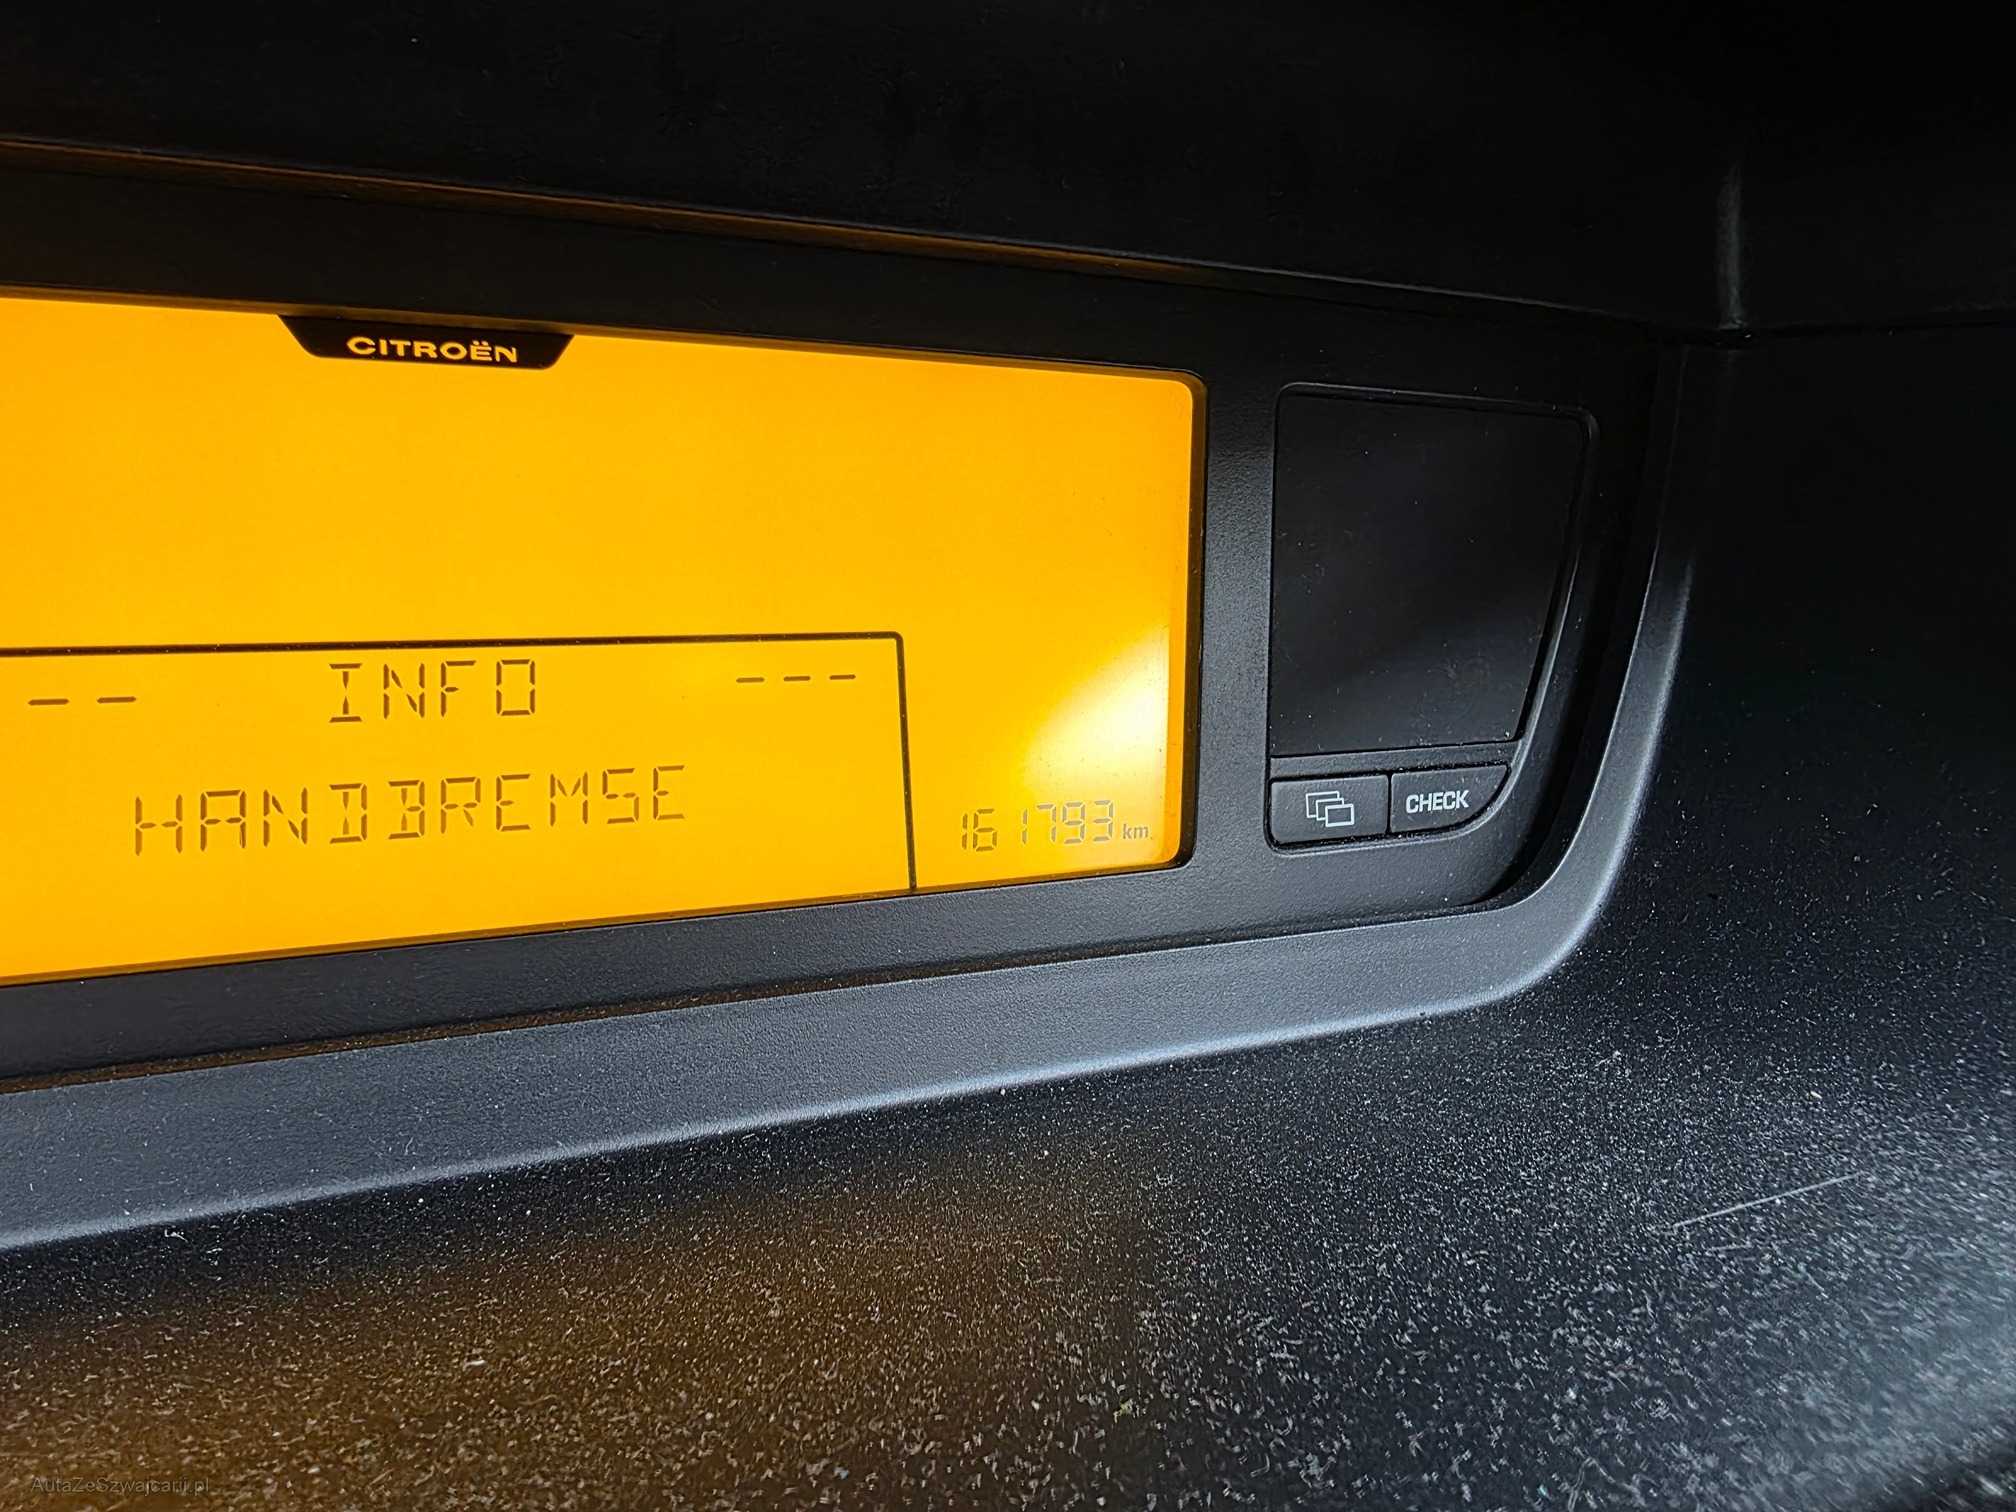 CITROËN
-- INFO ---
HANDBREMSE
161793 km
CHECK
AutaZeSzwajcarii.pl